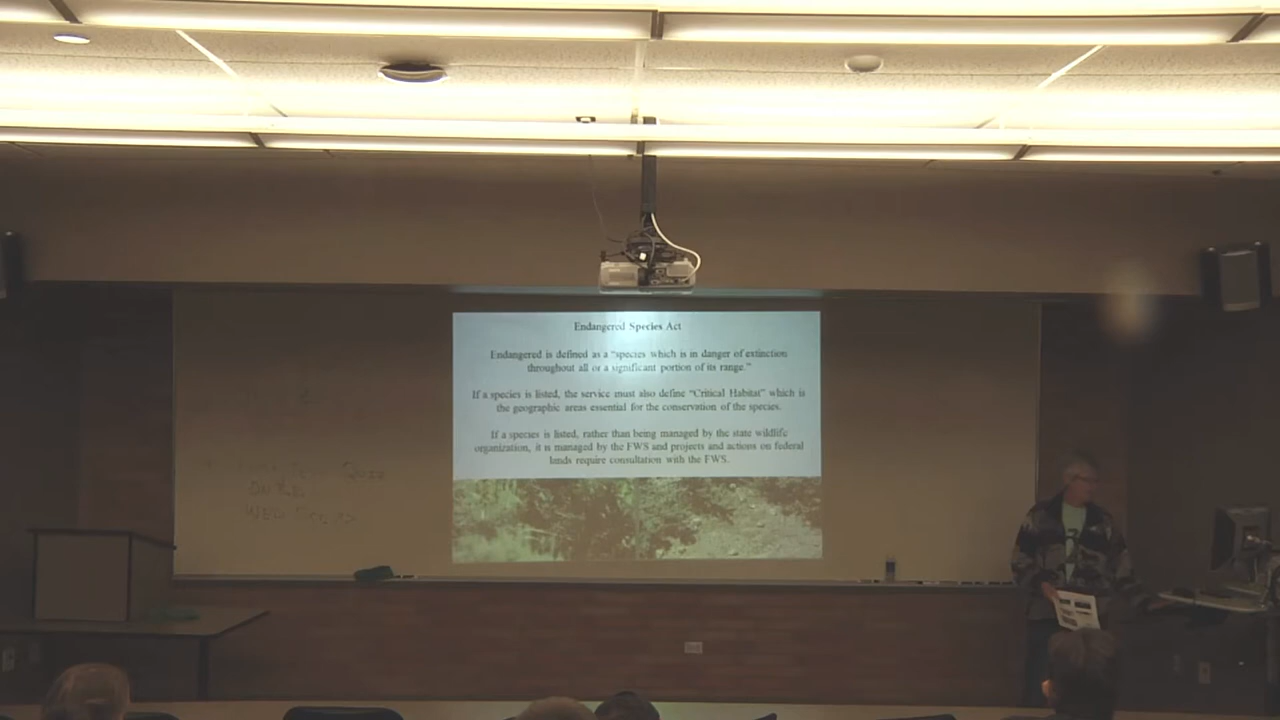 Endangered Species Act
Endangered is defined as a "species which is in danger of extinction
throughout all or a significant portion of its range."
If a species is listed, the service must also define "Critical Habitat" which is
the geographic areas essential for the conservation of the species.
If a species is listed, rather than being managed by the state wildlife
organization, it is managed by the FWS and projects and actions on federal
lands require consultation with the FWS.
Quiz
WED